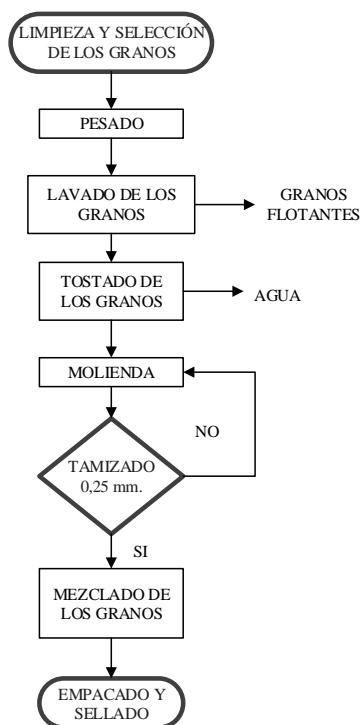 LIMPIEZA Y SELECCIÓN
DE LOS GRANOS
PESADO
LAVADO DE LOS
GRANOS
GRANOS
FLOTANTES
TOSTADO DE
LOS GRANOS
AGUA
MOLIENDA
NO
TAMIZADO
0,25 mm.
SI
MEZCLADO DE
LOS GRANOS
EMPACADO Y
SELLADO